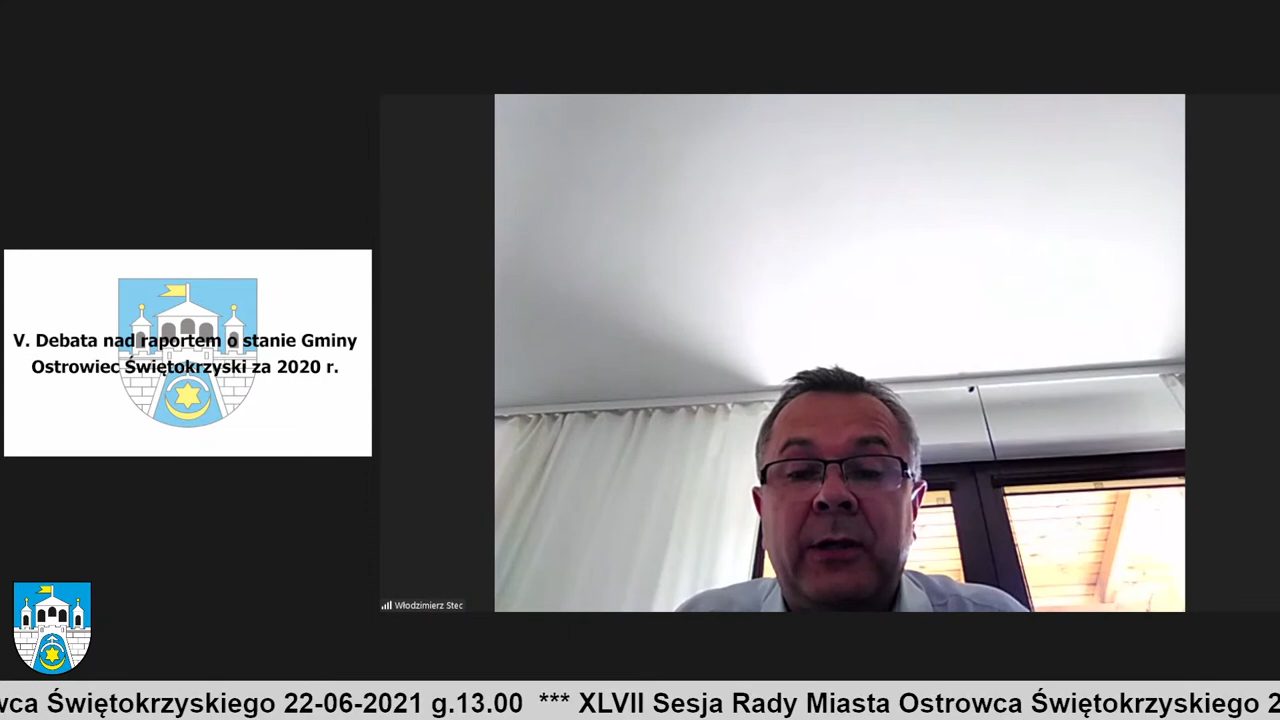 V. Debata nad raportem o stanie Gminy
Ostrowiec Świętokrzyski za 2020 r.
Włodzimierz Stec
wca Świętokrzyskiego 22-06-2021 g.13.00 *** XLVII Sesja Rady Miasta Ostrowca Świętokrzyskiego 2